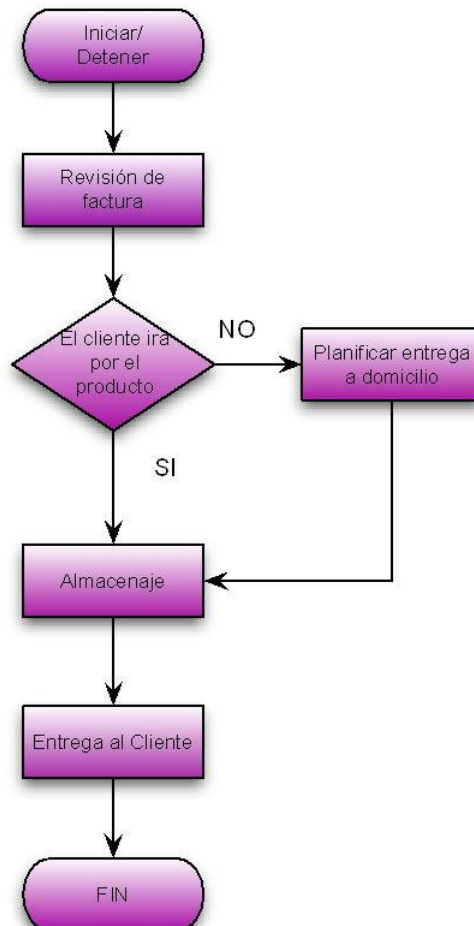 Iniciar/
Detener
Revisión de
factura
El cliente ira
por el
producto
NO
Planificar entrega
a domicilio
SI
Almacenaje
Entrega al Cliente
FIN